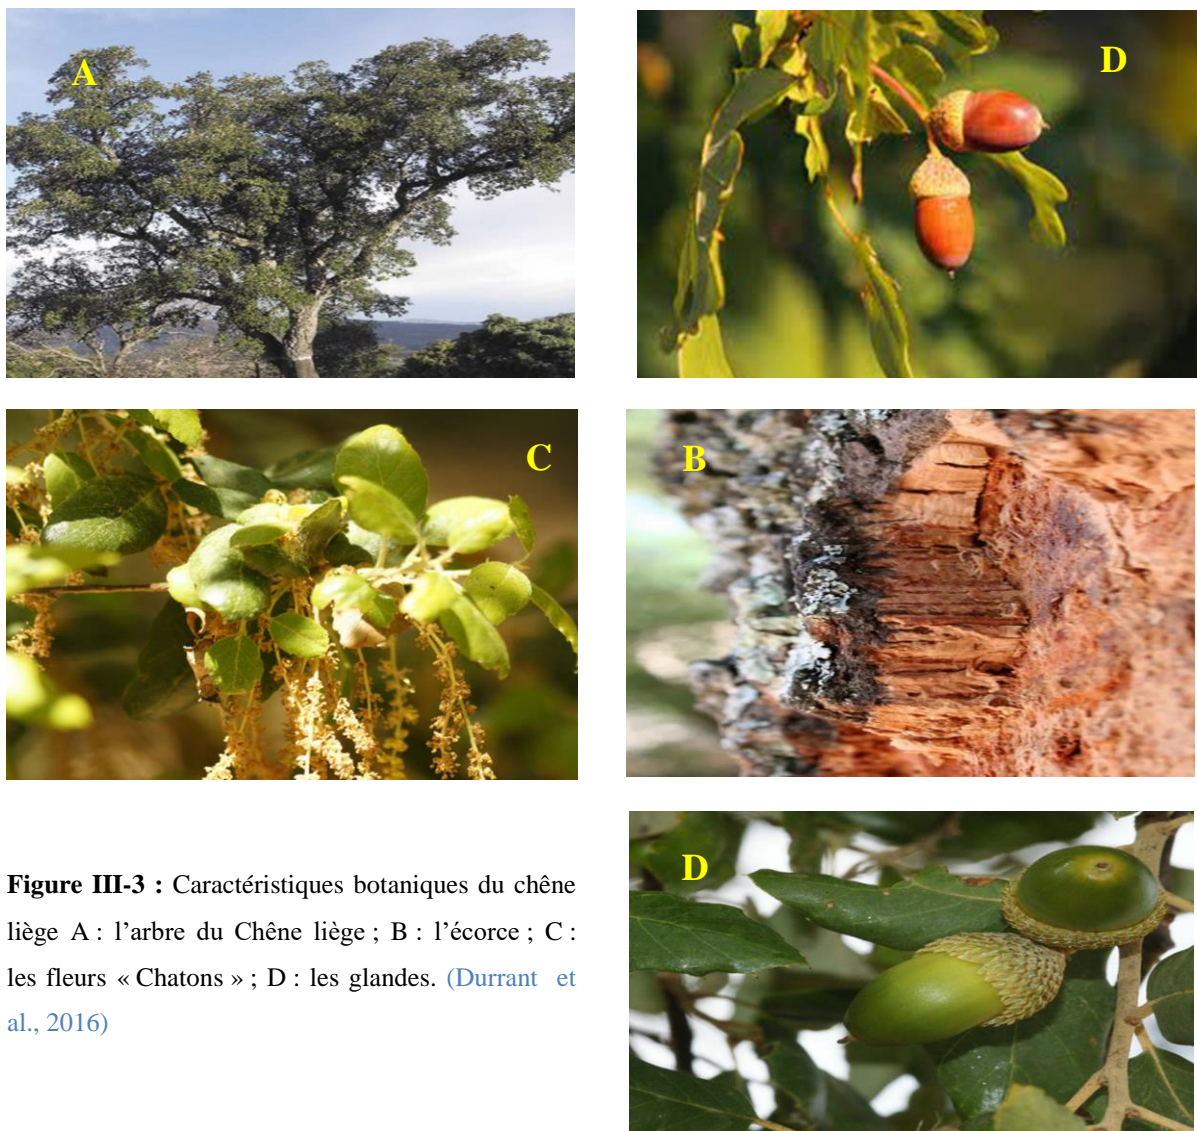 A
D
C
B
D
Figure III-3 : Caractéristiques botaniques du chêne
liège A : l’arbre du Chêne liège ; B : l’écorce ; C :
les fleurs « Chatons » ; D : les glandes. (Durrant et
al., 2016)